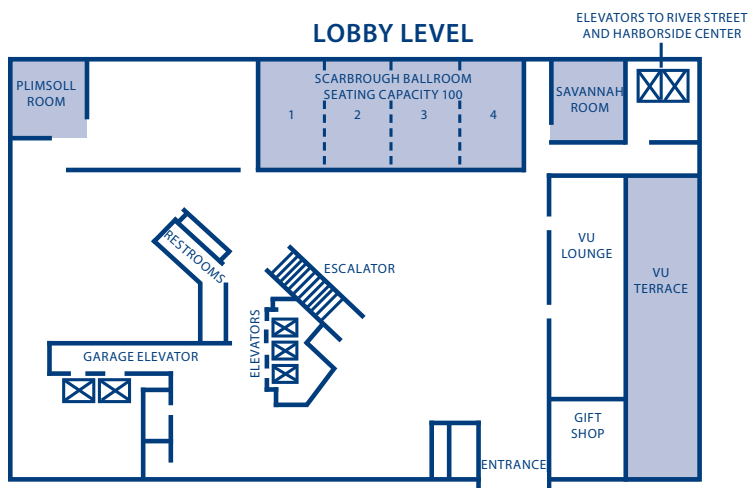 LOBBY LEVEL
ELEVATORS TO RIVER STREET
AND HARBORSIDE CENTER
PLIMSOLL
ROOM
SCARBROUGH BALLROOM
SEATING CAPACITY 100
1 2 3 4
SAVANNAH
ROOM
RESTROOMS
ESCALATOR
VU
LOUNGE
VU
TERRACE
ELEVATORS
GARAGE ELEVATOR
GIFT
SHOP
ENTRANCE